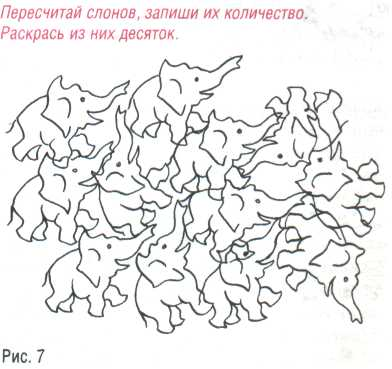 Пересчитай слонов, запиши их количество.
Раскрась из них десяток.
Рис. 7